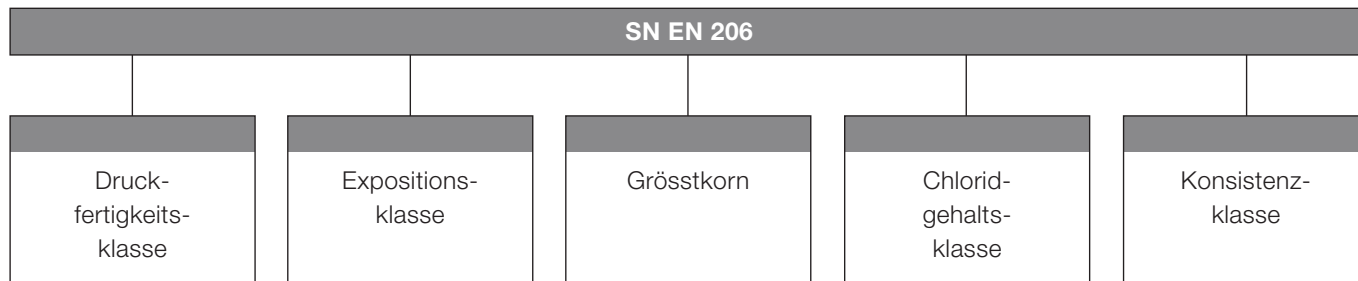 SN EN 206
Druck-
fertigkeits-
klasse
Expositions-
klasse
Grösstkorn
Chlorid-
gehalts-
klasse
Konsistenz-
klasse